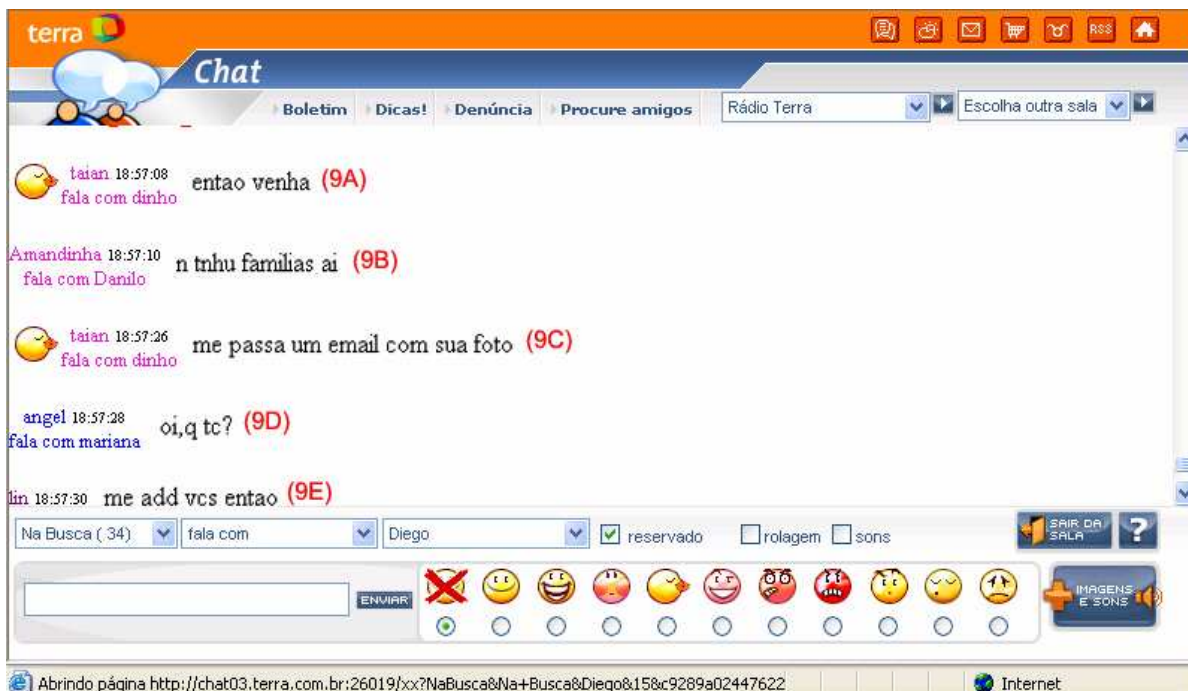 terra
RSS
Chat
Boletim Dicas! Denúncia Procure amigos Rádio Terra Escolha outra sala
taian 18:57:08 entao venha (9A)
fala com dinho
Amandinha 18:57:10 n tnhu familias ai (9B)
fala com Danilo
taian 18:57:26 me passa um email com sua foto (9C)
fala com dinho
angel 18:57:28 oi,q tc? (9D)
fala com mariana
lin 18:57:30 me add vcs entao (9E)
Na Busca ( 34) fala com Diego reservado rolagem sons SAIR DA SALA ?
ENVIAR IMAGENS E SONS
Abrindo página http://chat03.terra.com.br:26019/xx?NaBusca&Na+Busca&Diego&15&c9289a02447622 Internet